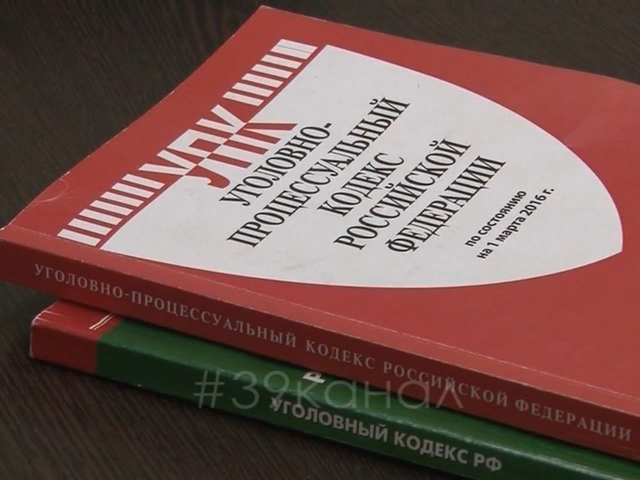 УПК
УГОЛОВНО-
ПРОЦЕССУАЛЬНЫЙ
КОДЕКС
РОССИЙСКОЙ
ФЕДЕРАЦИИ
по состоянию
на 1 марта 2016 г.
УГОЛОВНО-ПРОЦЕССУАЛЬНЫЙ КОДЕКС РОССИЙСКОЙ ФЕДЕРАЦИИ
#39канал
УГОЛОВНЫЙ КОДЕКС РФ